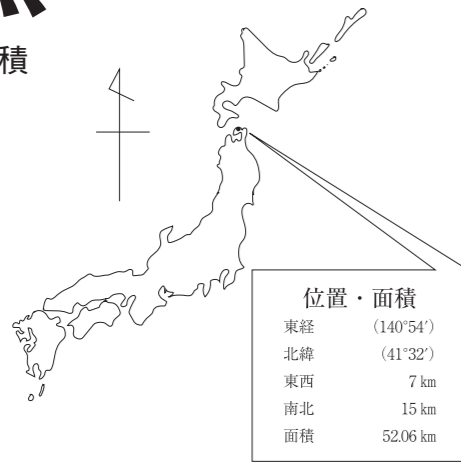 積
位置・面積
東経 (140°54′)
北緯 (41°32′)
東西 7 km
南北 15 km
面積 52.06 km